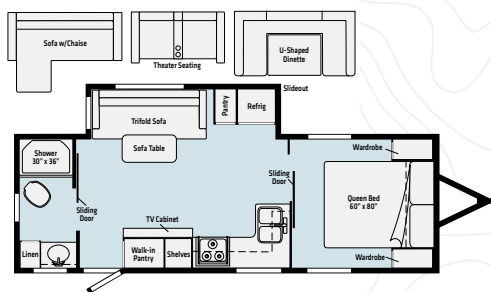 Sofa w/Chaise
Theater Seating
U-Shaped
Dinette
Slideout
Trifold Sofa
Pantry
Refrig
Sofa Table
Wardrobe
Shower
30" x 36"
Sliding
Door
Sliding
Door
Queen Bed
60" x 80"
TV Cabinet
Linen
Walk-in
Pantry
Shelves
Wardrobe